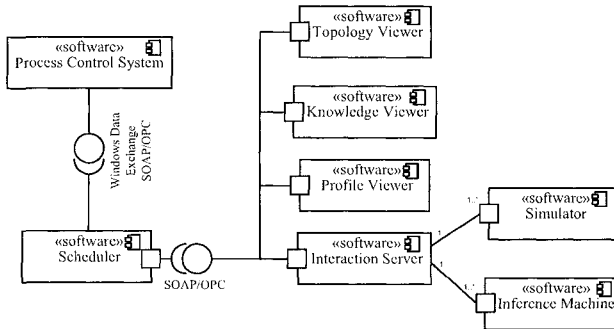 «software»
Topology Viewer
«software»
Process Control System
«software»
Knowledge Viewer
Windows Data
Exchange
SOAP/OPC
«software»
Profile Viewer
«software»
Simulator
«software»
Scheduler
SOAP/OPC
«software»
Interaction Server
1
1..*
1
1..*
«software»
Inference Machine